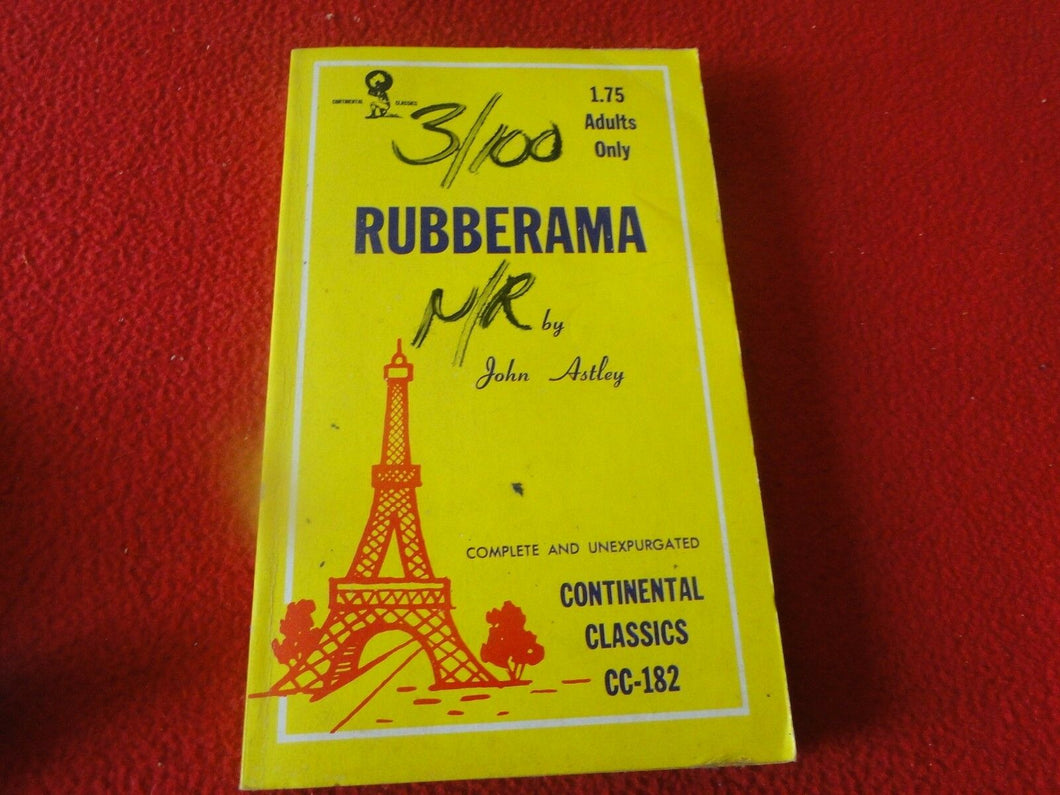 CONTINENTAL CLASSICS
1.75
Adults
Only
3/100
RUBBERAMA
N/R
by
John Astley
COMPLETE AND UNEXPURGATED
CONTINENTAL
CLASSICS
CC-182